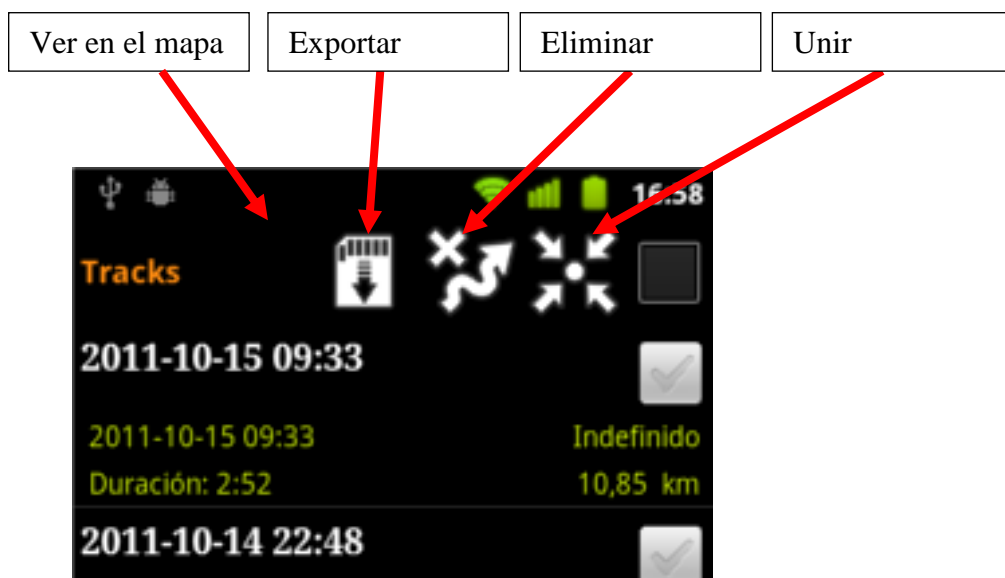 Ver en el mapa
Exportar
Eliminar
Unir
16:58
Tracks
2011-10-15 09:33
2011-10-15 09:33
Indefinido
Duración: 2:52
10,85 km
2011-10-14 22:48